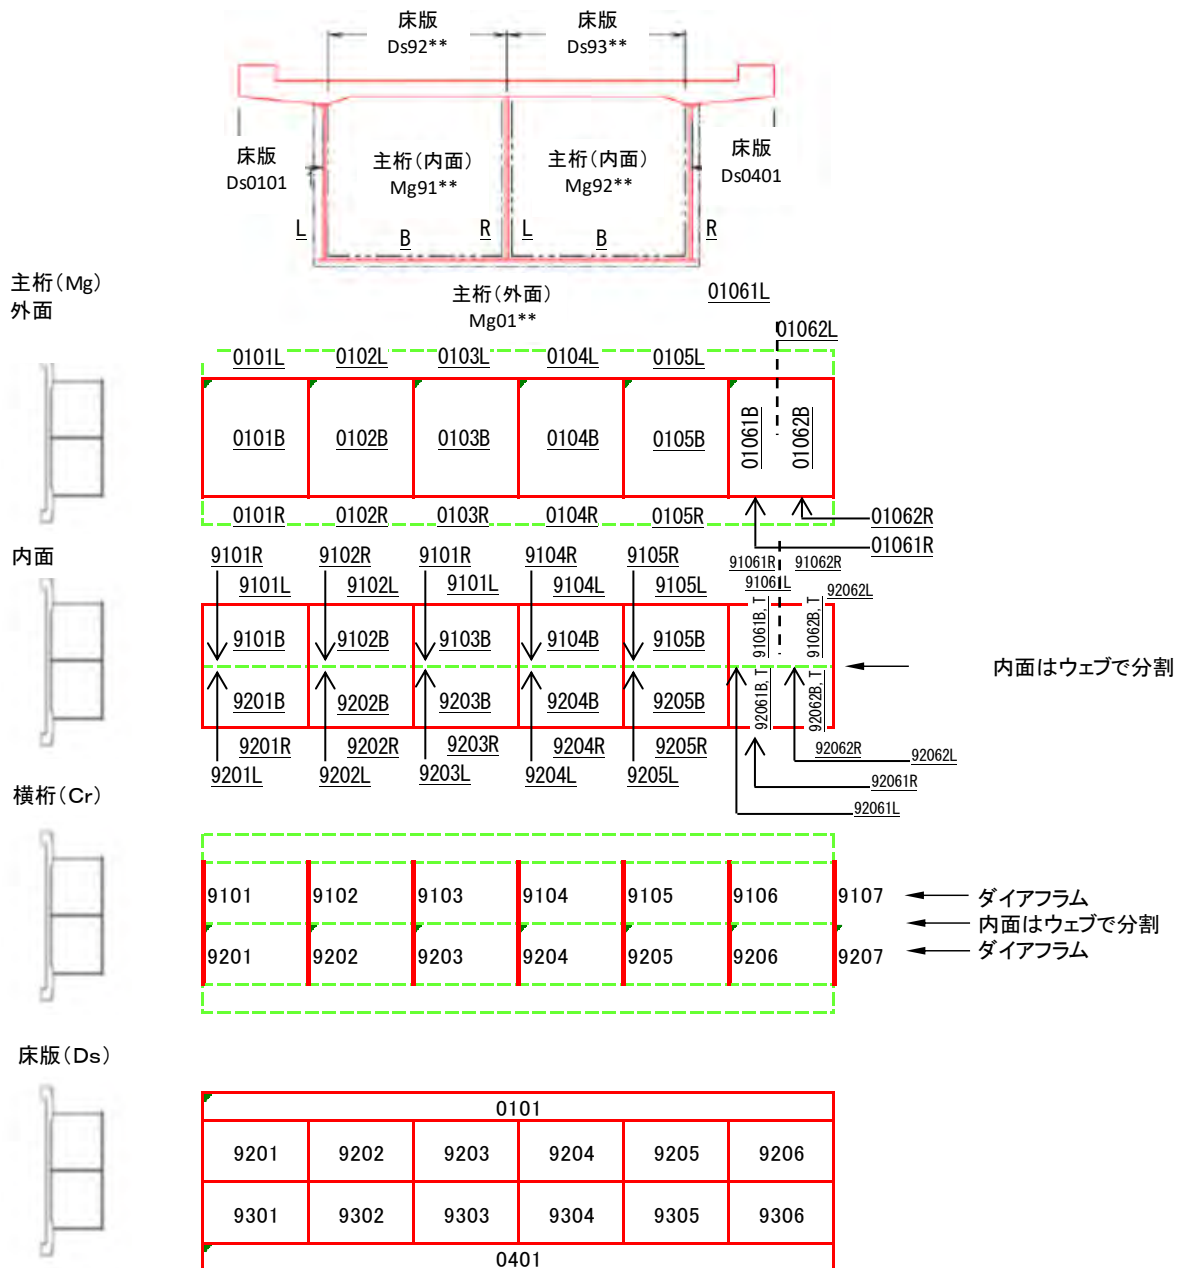 床版 床版
Ds92** Ds93**
床版 主桁(内面) 主桁(内面) 床版
Ds0101 Mg91** Mg92** Ds0401
L B R L B R
主桁(Mg)
外面
主桁(外面)
Mg01**
01061L
01062L
0101L 0102L 0103L 0104L 0105L
0101B 0102B 0103B 0104B 0105B 01061B 01062B
0101R 0102R 0103R 0104R 0105R
01062R
01061R
内面
9101R 9102R 9101R 9104R 9105R 91061R 91062R
9101L 9102L 9101L 9104L 9105L 91061L 92062L
9101B 9102B 9103B 9104B 9105B 91061B, T 91062B, T
内面はウェブで分割
9201B 9202B 9203B 9204B 9205B 92061B, T 92062B, T
9201R 9202R 9203R 9204R 9205R 92062R 92062L
9201L 9202L 9203L 9204L 9205L 92061R
92061L
横桁(Cr)
9101 9102 9103 9104 9105 9106 9107 ダイアフラム
内面はウェブで分割
9201 9202 9203 9204 9205 9206 9207 ダイアフラム
床版(Ds)
0101
9201 9202 9203 9204 9205 9206
9301 9302 9303 9304 9305 9306
0401